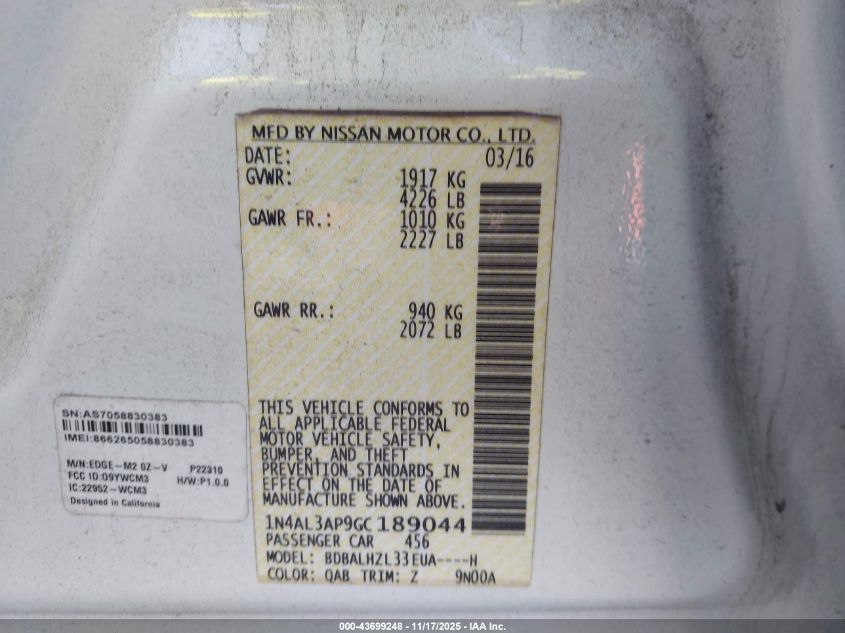 MFD BY NISSAN MOTOR CO., LTD.
DATE: 03/16
GVWR: 1917 KG
4226 LB
GAWR FR.: 1010 KG
2227 LB
GAWR RR.: 940 KG
2072 LB
THIS VEHICLE CONFORMS TO
ALL APPLICABLE FEDERAL
MOTOR VEHICLE SAFETY,
BUMPER, AND THEFT
PREVENTION STANDARDS IN
EFFECT ON THE DATE OF
MANUFACTURE SHOWN ABOVE.
1N4AL3AP9GC189044
PASSENGER CAR 456
MODEL: BDBALHZL33EUA----H
COLOR: QAB TRIM: Z 9N00A
SN:AS7058830383
IMEI:866265058830383
M/N:EDGE-M2 0Z-V P22310
FCC ID:O9YWCM3 H/W:P1.0.0
IC:22952-WCM3
Designed in California
000-43699248 - 11/17/2025 - IAA Inc.